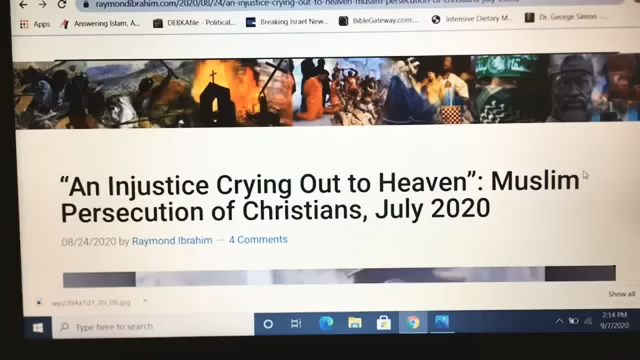 raymondibrahim.com/2020/08/24/an-injustice-crying-out-to-heaven-muslim-persecution-of-christians-july-2020/
Apps Answering Islam, A... DEBKAfile - Political... Breaking Israel New... BibleGateway.com:... Intensive Dietary M... Dr. George Simon -
“An Injustice Crying Out to Heaven”: Muslim
Persecution of Christians, July 2020
08/24/2020 by Raymond Ibrahim — 4 Comments
Show all
Type here to search
2:14 PM
9/7/2020